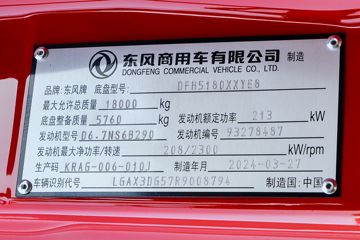 东风商用车有限公司 制造
DONGFENG COMMERCIAL VEHICLE CO., LTD.
品牌:东风牌 底盘型号: DFH5180XXYE8
最大允许总质量 18000 kg
底盘整备质量 5760 kg 发动机额定功率 213 kW
发动机型号 D6.7NS6B290 发动机编号 93278487
发动机最大净功率/转速 208/2300 kW/rpm
生产码 KRAG-006-010J 制造年月 2024-03-27
车辆识别代号 LGAX3DG57R9008794 制造国:中国